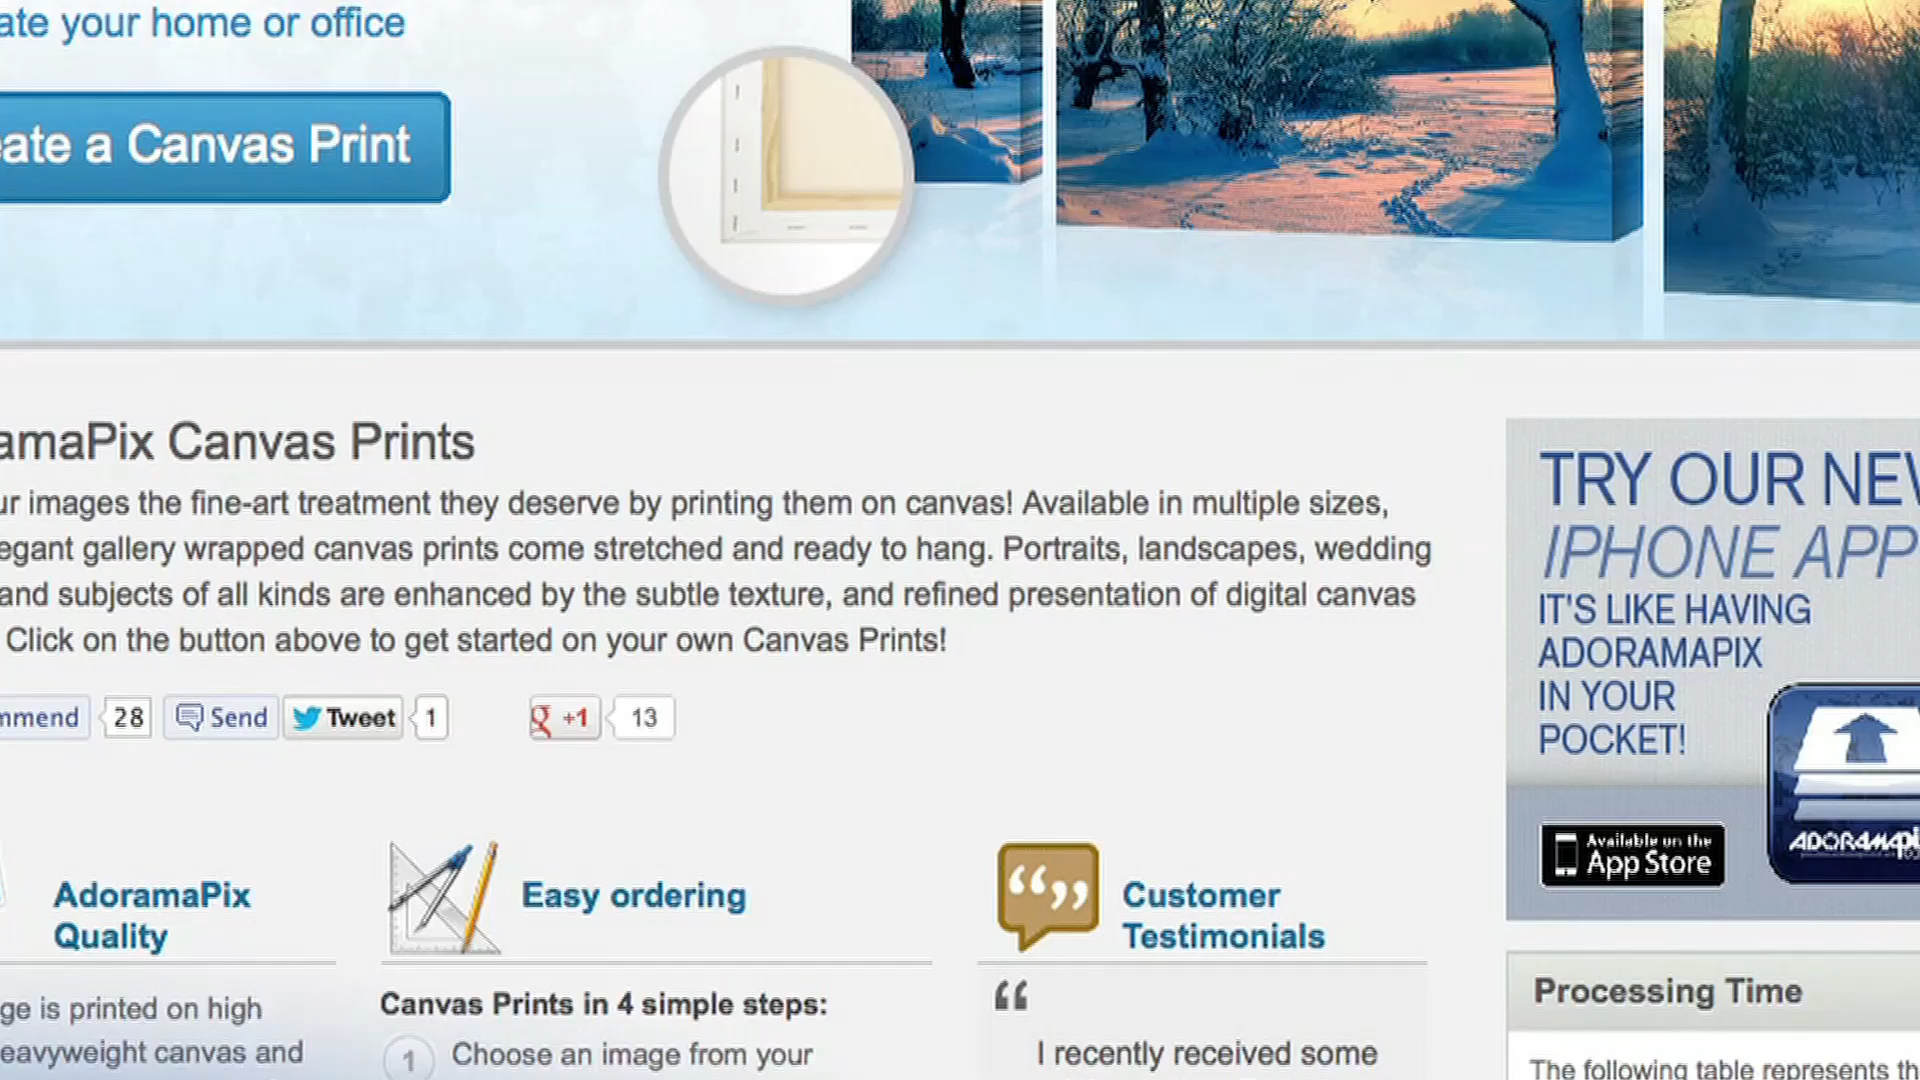 ate your home or office
eate a Canvas Print
amaPix Canvas Prints
ur images the fine-art treatment they deserve by printing them on canvas! Available in multiple sizes,
egant gallery wrapped canvas prints come stretched and ready to hang. Portraits, landscapes, wedding
and subjects of all kinds are enhanced by the subtle texture, and refined presentation of digital canvas
Click on the button above to get started on your own Canvas Prints!
mmend 28 Send Tweet 1 +1 13
TRY OUR NEW
IPHONE APP
IT'S LIKE HAVING
ADORAMAPIX
IN YOUR
POCKET!
Available on the
App Store
ADORAMAPI
AdoramaPix
Quality
ge is printed on high
eavyweight canvas and
Easy ordering
Canvas Prints in 4 simple steps:
1 Choose an image from your
Customer
Testimonials
“
I recently received some
Processing Time
The following table represents th